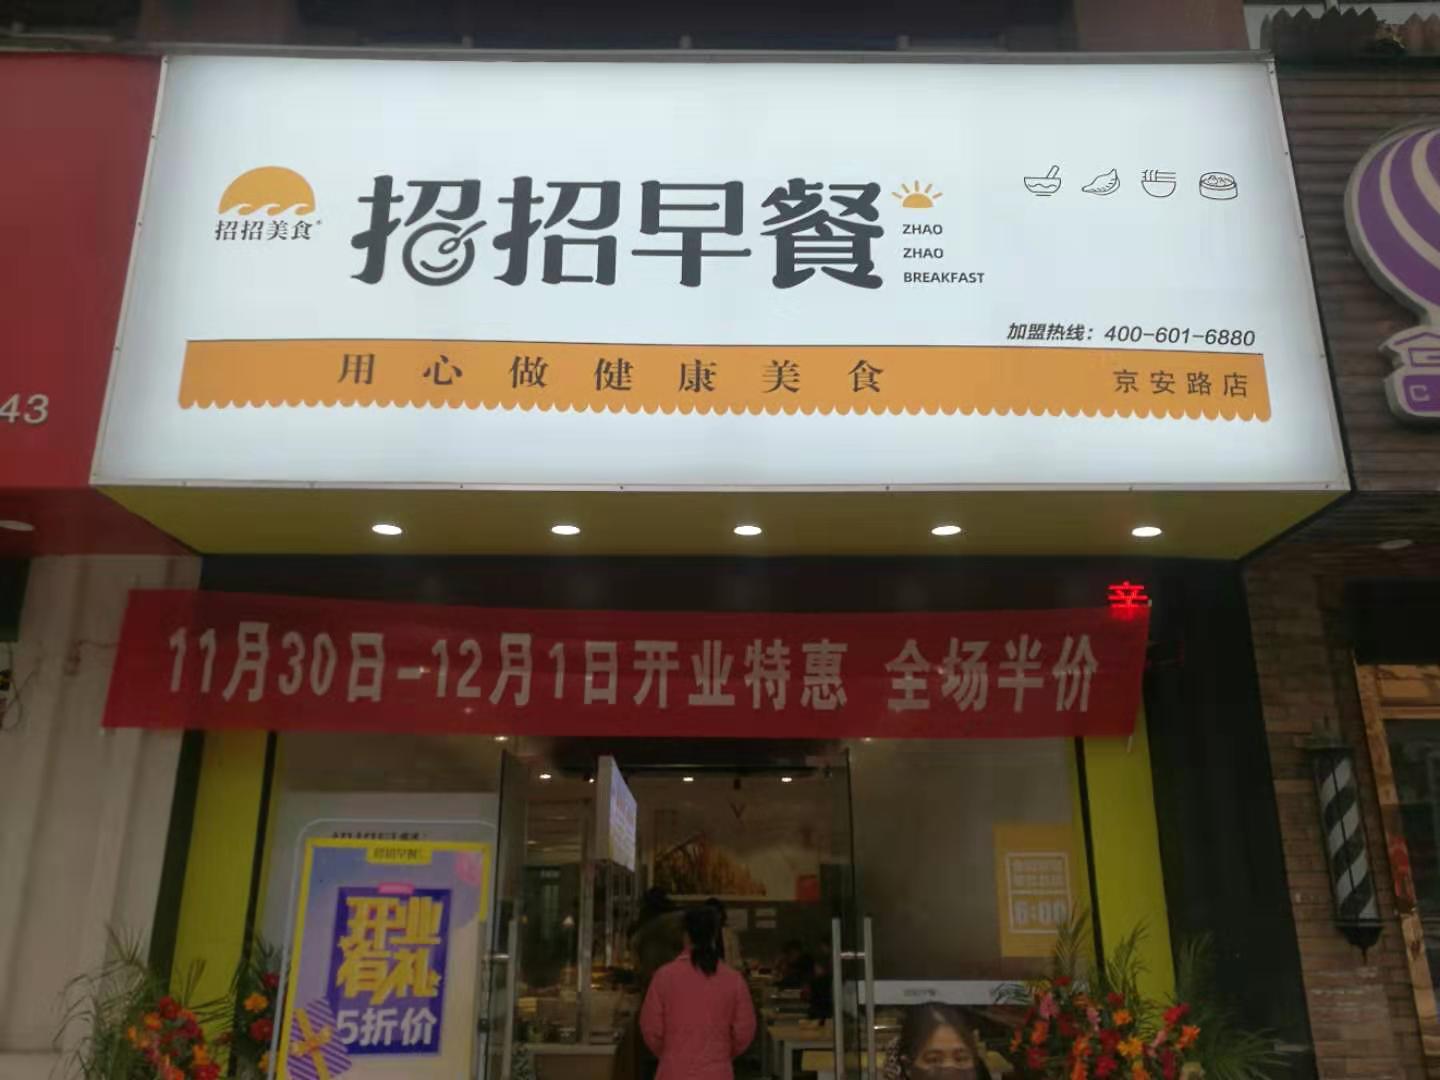 招招美食
招招早餐
ZHAO
ZHAO
BREAKFAST
加盟热线：400-601-6880
用心做健康美食
京安路店
43
C
辛
11月30日-12月1日开业特惠 全场半价
招招早餐
开业
有礼
5折价
6:00